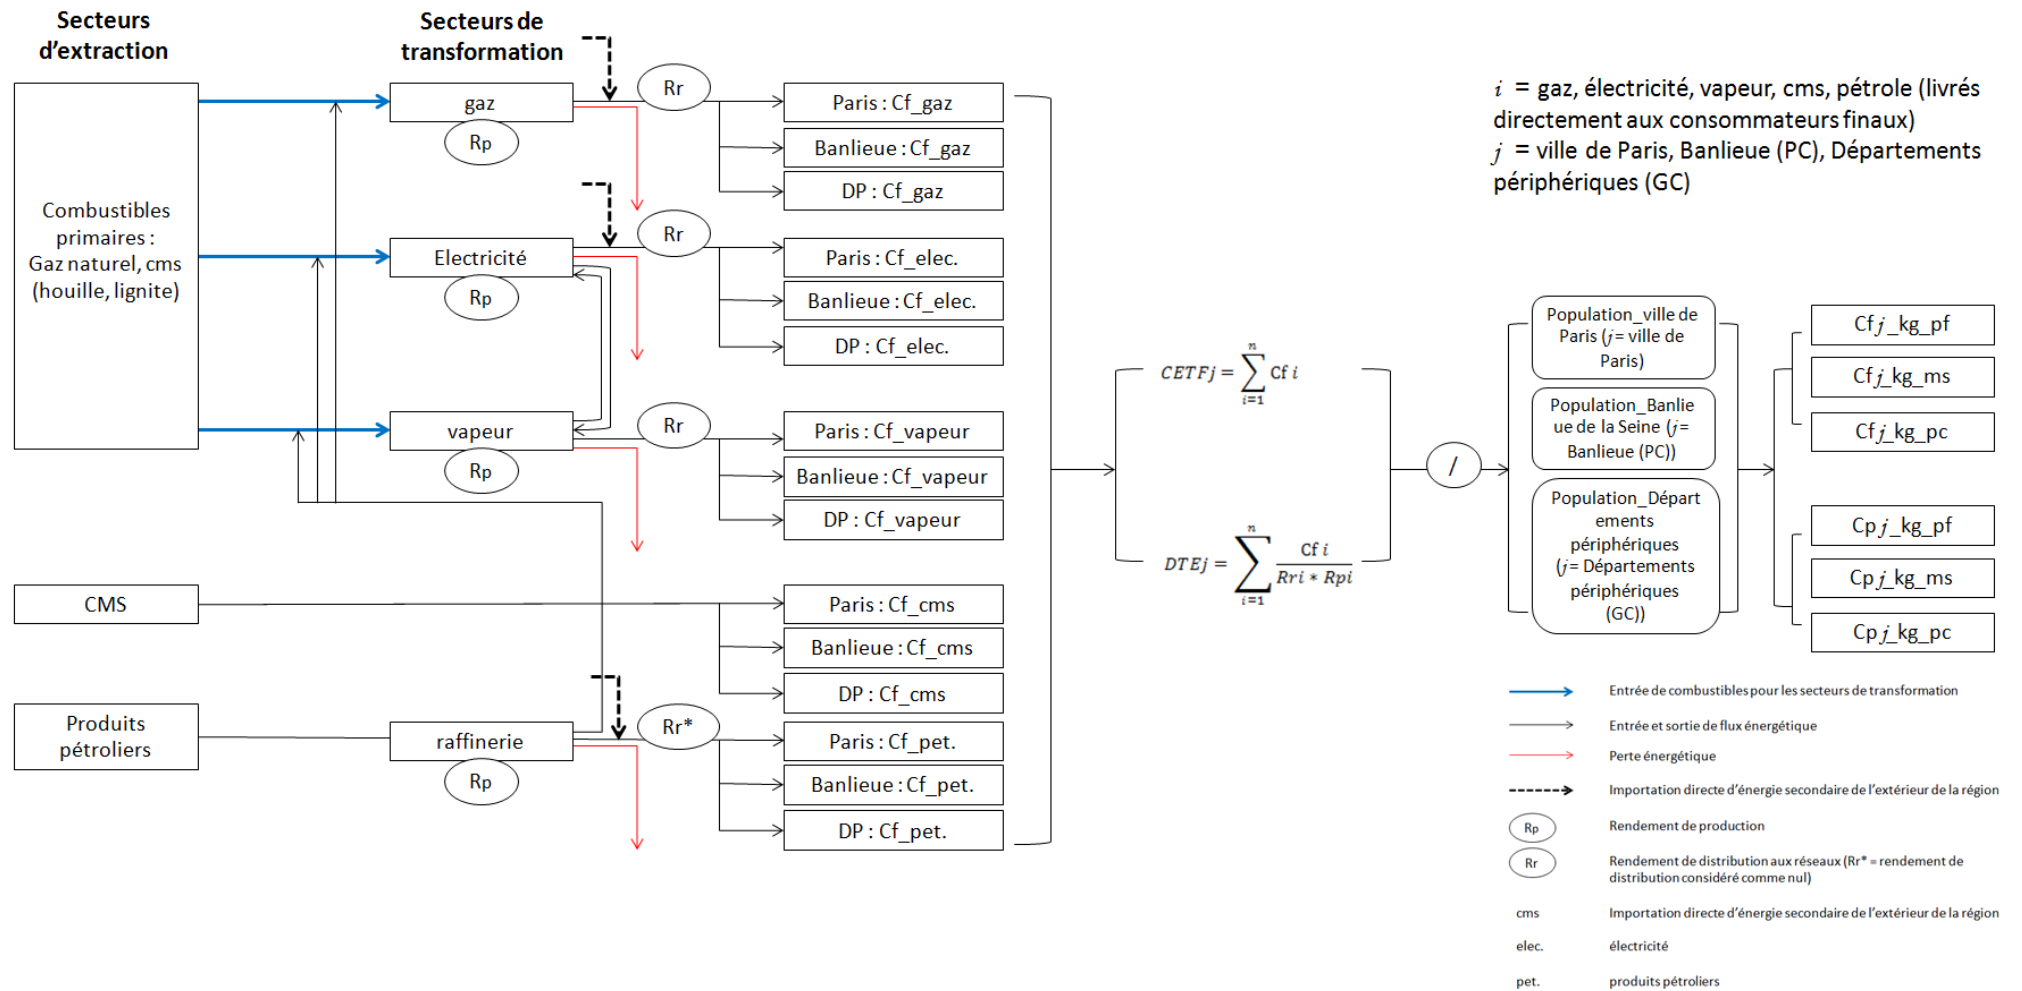 Secteurs
d'extraction
Secteurs de
transformation
Combustibles
primaires :
Gaz naturel, cms
(houille, lignite)
gaz
Rp
Rr
Paris : Cf_gaz
Banlieue : Cf_gaz
DP : Cf_gaz
Electricité
Rp
Rr
Paris : Cf_elec.
Banlieue : Cf_elec.
DP : Cf_elec.
vapeur
Rp
Rr
Paris : Cf_vapeur
Banlieue : Cf_vapeur
DP : Cf_vapeur
CMS
Paris : Cf_cms
Banlieue : Cf_cms
DP : Cf_cms
Produits
pétroliers
raffinerie
Rp
Rr*
Paris : Cf_pet.
Banlieue : Cf_pet.
DP : Cf_pet.
CETFj = ∑ n i=1 Cf i
DTEj = ∑ n i=1 Cf i / Rri * Rpi
/
i = gaz, électricité, vapeur, cms, pétrole (livrés
directement aux consommateurs finaux)
j = ville de Paris, Banlieue (PC), Départements
périphériques (GC)
Population_ville de
Paris (j= ville de
Paris)
Population_Banlie
ue de la Seine (j=
Banlieue (PC))
Population_Départ
ements
périphériques
(j= Départements
périphériques
(GC))
Cf j_kg_pf
Cf j_kg_ms
Cf j_kg_pc
Cp j_kg_pf
Cp j_kg_ms
Cp j_kg_pc
Entrée de combustibles pour les secteurs de transformation
Entrée et sortie de flux énergétique
Perte énergétique
Importation directe d'énergie secondaire de l'extérieur de la région
Rp Rendement de production
Rr Rendement de distribution aux réseaux (Rr* = rendement de
distribution considéré comme nul)
cms Importation directe d'énergie secondaire de l'extérieur de la région
elec. électricité
pet. produits pétroliers